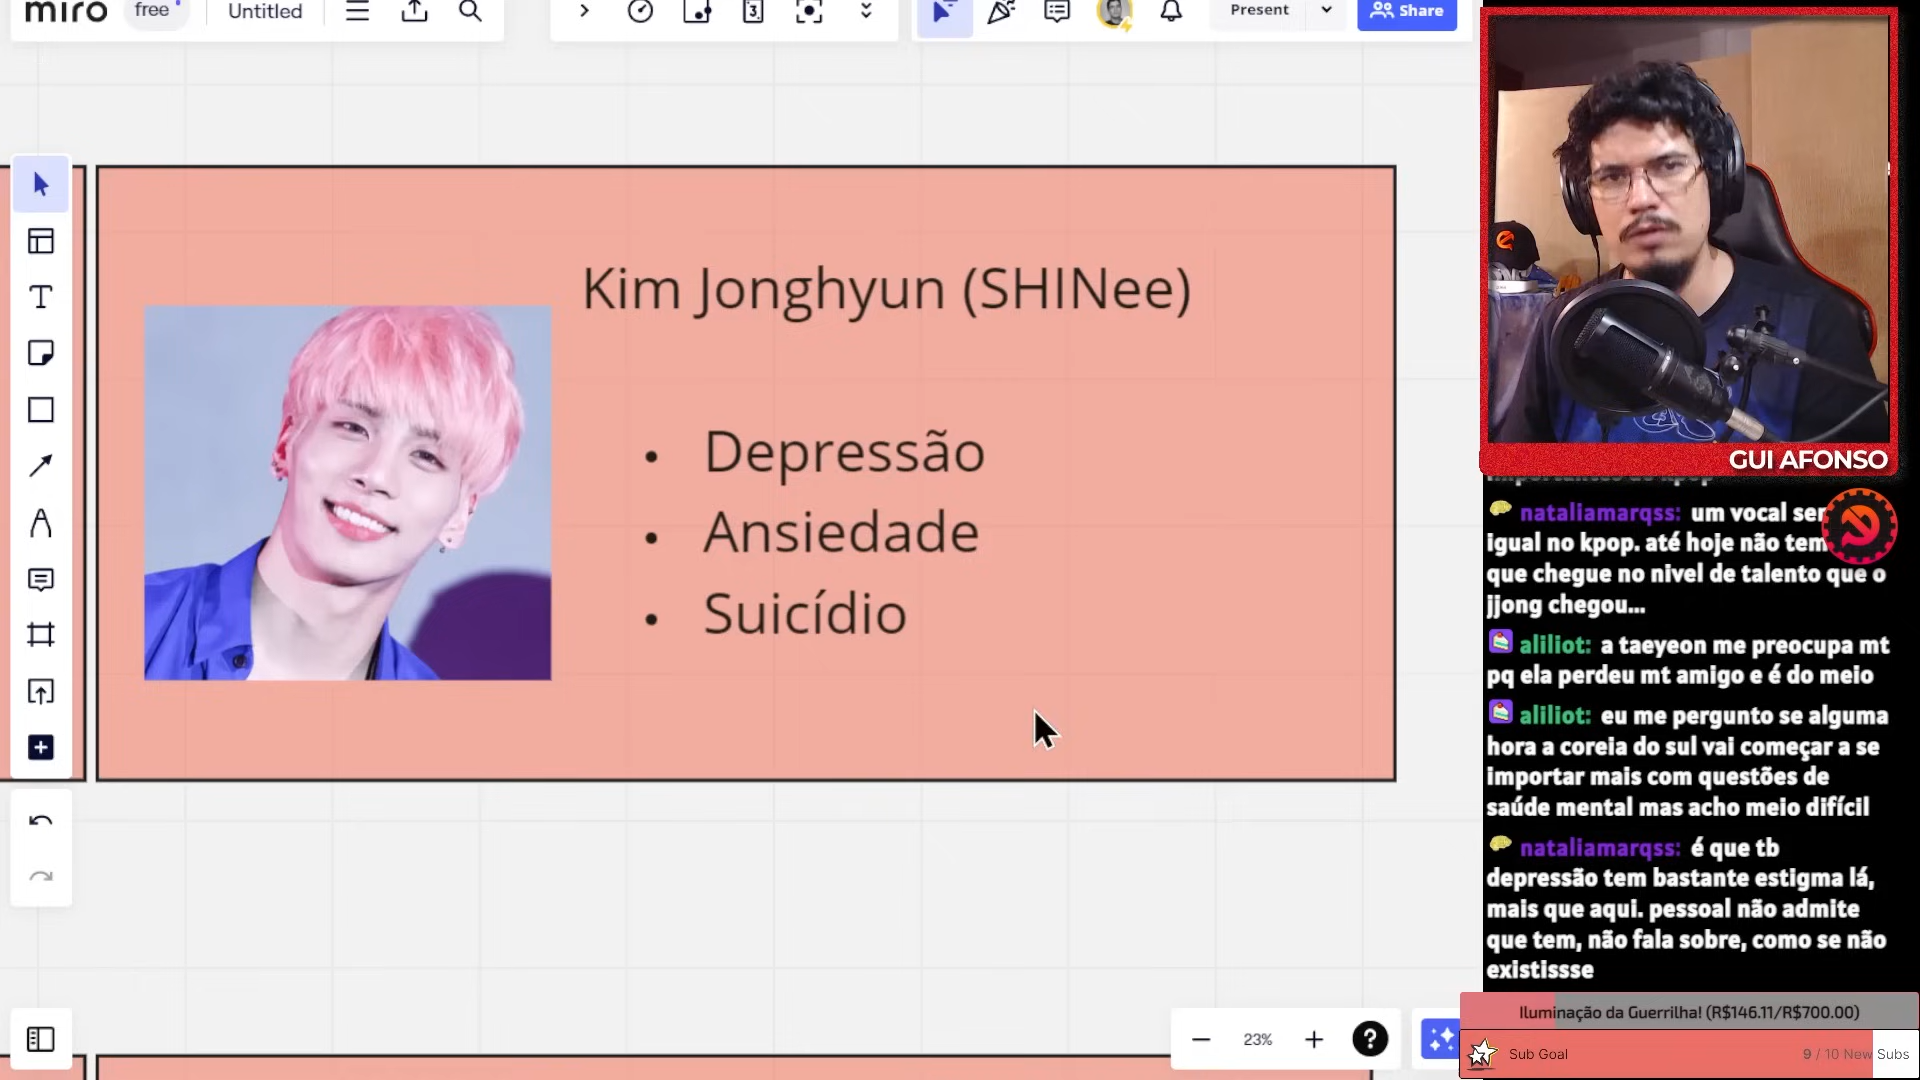 miro
free
Untitled
Present
Share
Kim Jonghyun (SHINee)
• Depressão
• Ansiedade
• Suicídio
23%
GUI AFONSO
nataliamarqss: um vocal ser
igual no kpop. até hoje não tem
que chegue no nivel de talento que o
jjong chegou...
aliliot: a taeyeon me preocupa mt
pq ela perdeu mt amigo e é do meio
aliliot: eu me pergunto se alguma
hora a coreia do sul vai começar a se
importar mais com questões de
saúde mental mas acho meio difícil
nataliamarqss: é que tb
depressão tem bastante estigma lá,
mais que aqui. pessoal não admite
que tem, não fala sobre, como se não
existissse
Iluminação da Guerrilha! (R$146.11/R$700.00)
Sub Goal
9 / 10 New Subs